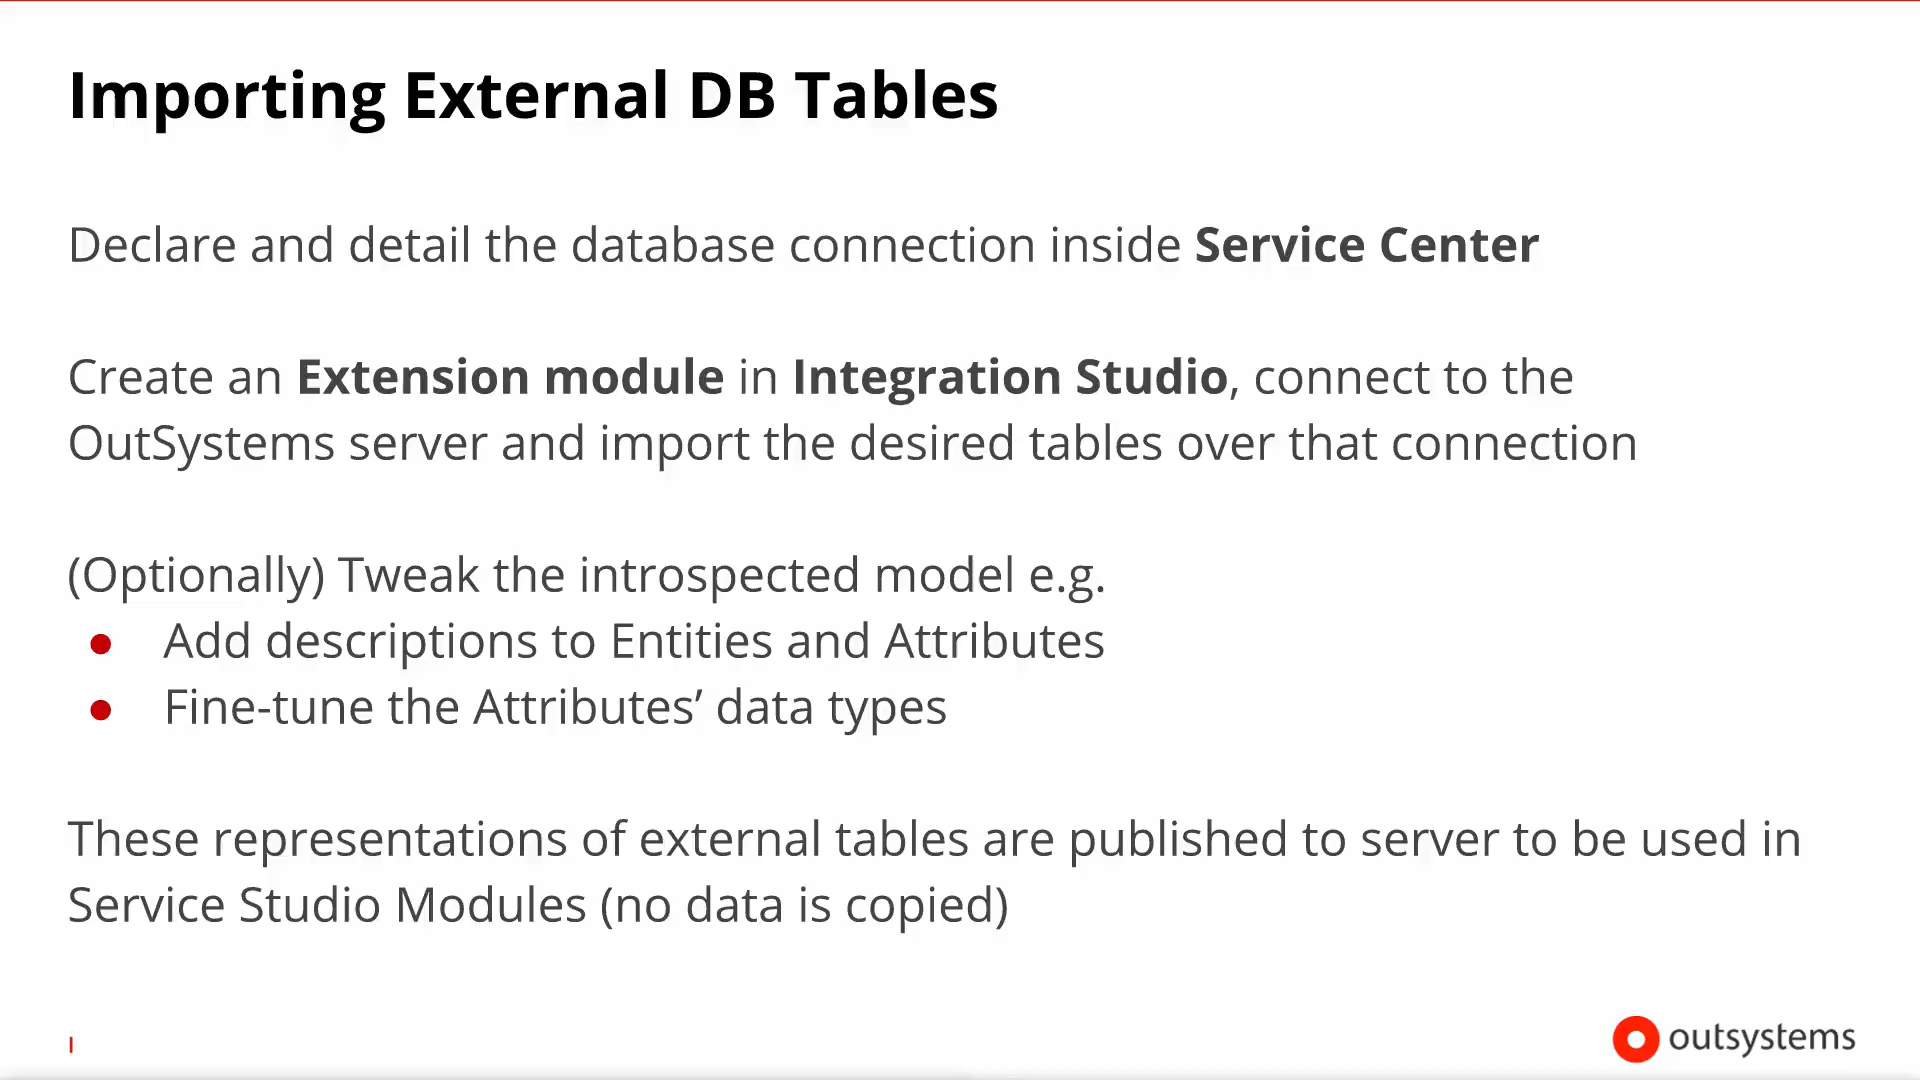 Importing External DB Tables
Declare and detail the database connection inside Service Center
Create an Extension module in Integration Studio, connect to the
OutSystems server and import the desired tables over that connection
(Optionally) Tweak the introspected model e.g.
● Add descriptions to Entities and Attributes
● Fine-tune the Attributes’ data types
These representations of external tables are published to server to be used in
Service Studio Modules (no data is copied)
I
outsystems